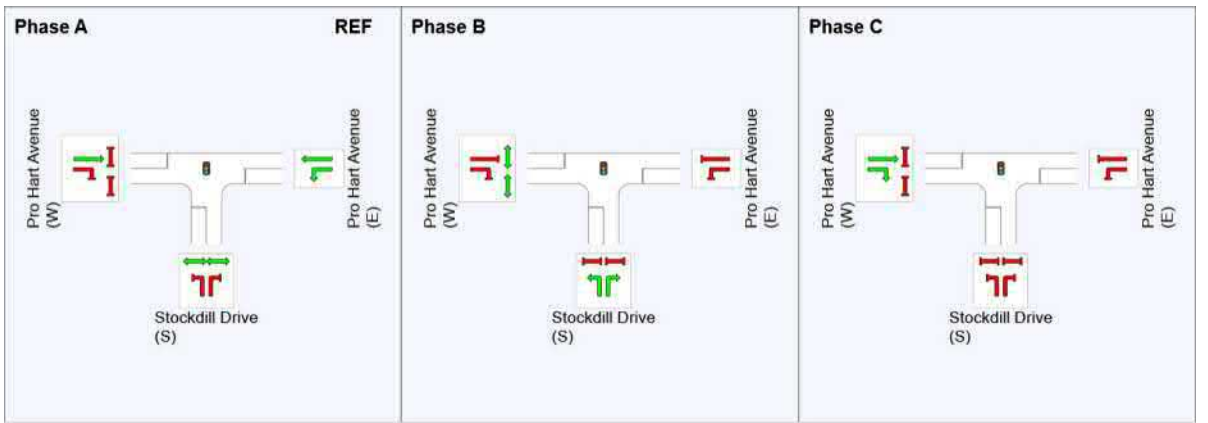 Phase A
REF
Pro Hart Avenue
(W)
Pro Hart Avenue
(E)
Stockdill Drive
(S)
Phase B
Pro Hart Avenue
(W)
Pro Hart Avenue
(E)
Stockdill Drive
(S)
Phase C
Pro Hart Avenue
(W)
Pro Hart Avenue
(E)
Stockdill Drive
(S)